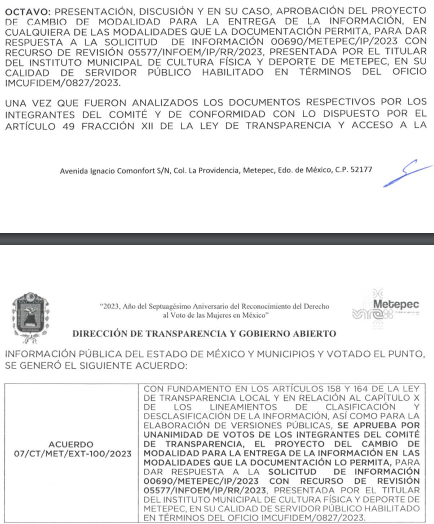 OCTAVO: PRESENTACIÓN, DISCUSIÓN Y EN SU CASO, APROBACIÓN DEL PROYECTO
DE CAMBIO DE MODALIDAD PARA LA ENTREGA DE LA INFORMACIÓN, EN
CUALQUIERA DE LAS MODALIDADES QUE LA DOCUMENTACIÓN PERMITA, PARA DAR
RESPUESTA A LA SOLICITUD DE INFORMACIÓN 00690/METEPEC/IP/2023 CON
RECURSO DE REVISIÓN 05577/INFOEM/IP/RR/2023, PRESENTADA POR EL TITULAR
DEL INSTITUTO MUNICIPAL DE CULTURA FÍSICA Y DEPORTE DE METEPEC, EN SU
CALIDAD DE SERVIDOR PÚBLICO HABILITADO EN TÉRMINOS DEL OFICIO
IMCUFIDEM/0827/2023.
UNA VEZ QUE FUERON ANALIZADOS LOS DOCUMENTOS RESPECTIVOS POR LOS
INTEGRANTES DEL COMITÉ Y DE CONFORMIDAD CON LO DISPUESTO POR EL
ARTÍCULO 49 FRACCIÓN XII DE LA LEY DE TRANSPARENCIA Y ACCESO A LA
Avenida Ignacio Comonfort S/N, Col. La Providencia, Metepec, Edo. de México, C.P. 52177
"2023, Año del Septuagésimo Aniversario del Reconocimiento del Derecho
al Voto de las Mujeres en México"
Metepec
DIRECCIÓN DE TRANSPARENCIA Y GOBIERNO ABIERTO
INFORMACIÓN PÚBLICA DEL ESTADO DE MÉXICO Y MUNICIPIOS Y VOTADO EL PUNTO,
SE GENERÓ EL SIGUIENTE ACUERDO:
ACUERDO
07/CT/MET/EXT-100/2023
CON FUNDAMENTO EN LOS ARTÍCULOS 158 Y 164 DE LA LEY
DE TRANSPARENCIA LOCAL Y EN RELACIÓN AL CAPÍTULO X
DE LOS LINEAMIENTOS DE CLASIFICACIÓN Y
DESCLASIFICACIÓN DE LA INFORMACIÓN, ASÍ COMO PARA LA
ELABORACIÓN DE VERSIONES PÚBLICAS, SE APRUEBA POR
UNANIMIDAD DE VOTOS DE LOS INTEGRANTES DEL COMITÉ
DE TRANSPARENCIA, EL PROYECTO DEL CAMBIO DE
MODALIDAD PARA LA ENTREGA DE LA INFORMACIÓN EN LAS
MODALIDADES QUE LA DOCUMENTACIÓN LO PERMITA, PARA
DAR RESPUESTA A LA SOLICITUD DE INFORMACIÓN
00690/METEPEC/IP/2023 CON RECURSO DE REVISIÓN
05577/INFOEM/IP/RR/2023, PRESENTADA POR EL TITULAR
DEL INSTITUTO MUNICIPAL DE CULTURA FÍSICA Y DEPORTE DE
METEPEC, EN SU CALIDAD DE SERVIDOR PÚBLICO HABILITADO
EN TÉRMINOS DEL OFICIO IMCUFIDEM/0827/2023.